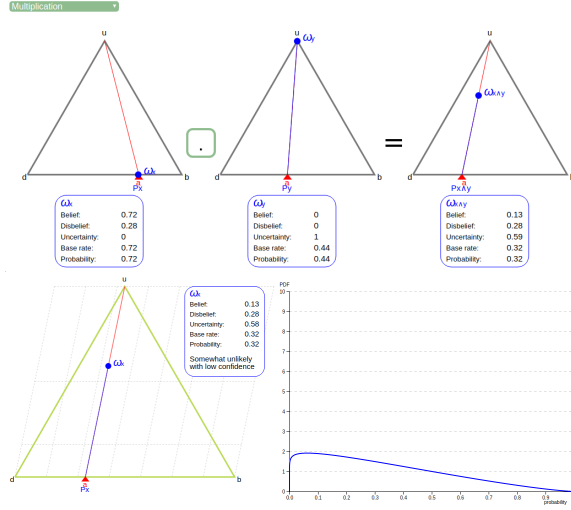 Multiplication
u
u
u
ωy
ωx∧y
.
=
d
ωx
b
d
b
d
a
a
a
Px
Py
Px∧y
ωx
Belief: 0.72
Disbelief: 0.28
Uncertainty: 0
Base rate: 0.72
Probability: 0.72
ωy
Belief: 0
Disbelief: 0
Uncertainty: 1
Base rate: 0.44
Probability: 0.44
ωx∧y
Belief: 0.13
Disbelief: 0.28
Uncertainty: 0.59
Base rate: 0.32
Probability: 0.32
u
ωx
d
b
a
Px
ωx
Belief: 0.13
Disbelief: 0.28
Uncertainty: 0.58
Base rate: 0.32
Probability: 0.32
Somewhat unlikely
with low confidence
PDF
10
9
8
7
6
5
4
3
2
1
0
0.0 0.1 0.2 0.3 0.4 0.5 0.6 0.7 0.8 0.9
probability